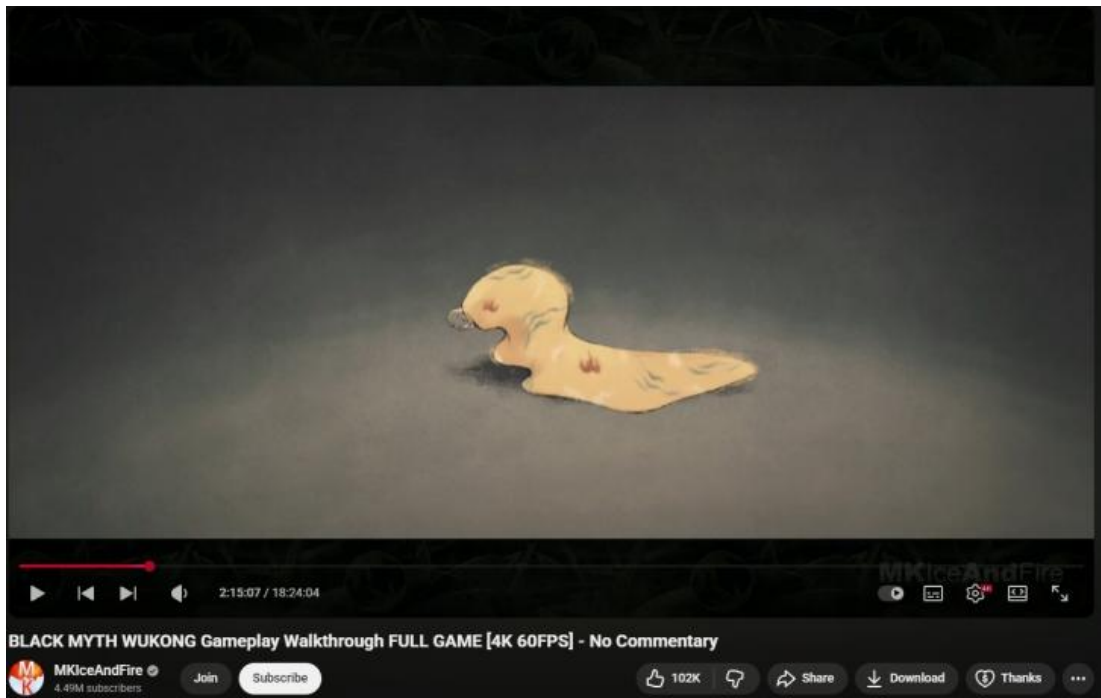 MKIceAndFire
2:15:07 / 18:24:04
BLACK MYTH WUKONG Gameplay Walkthrough FULL GAME [4K 60FPS] - No Commentary
MK
MKIceAndFire
4.49M subscribers
Join
Subscribe
102K
Share
Download
Thanks